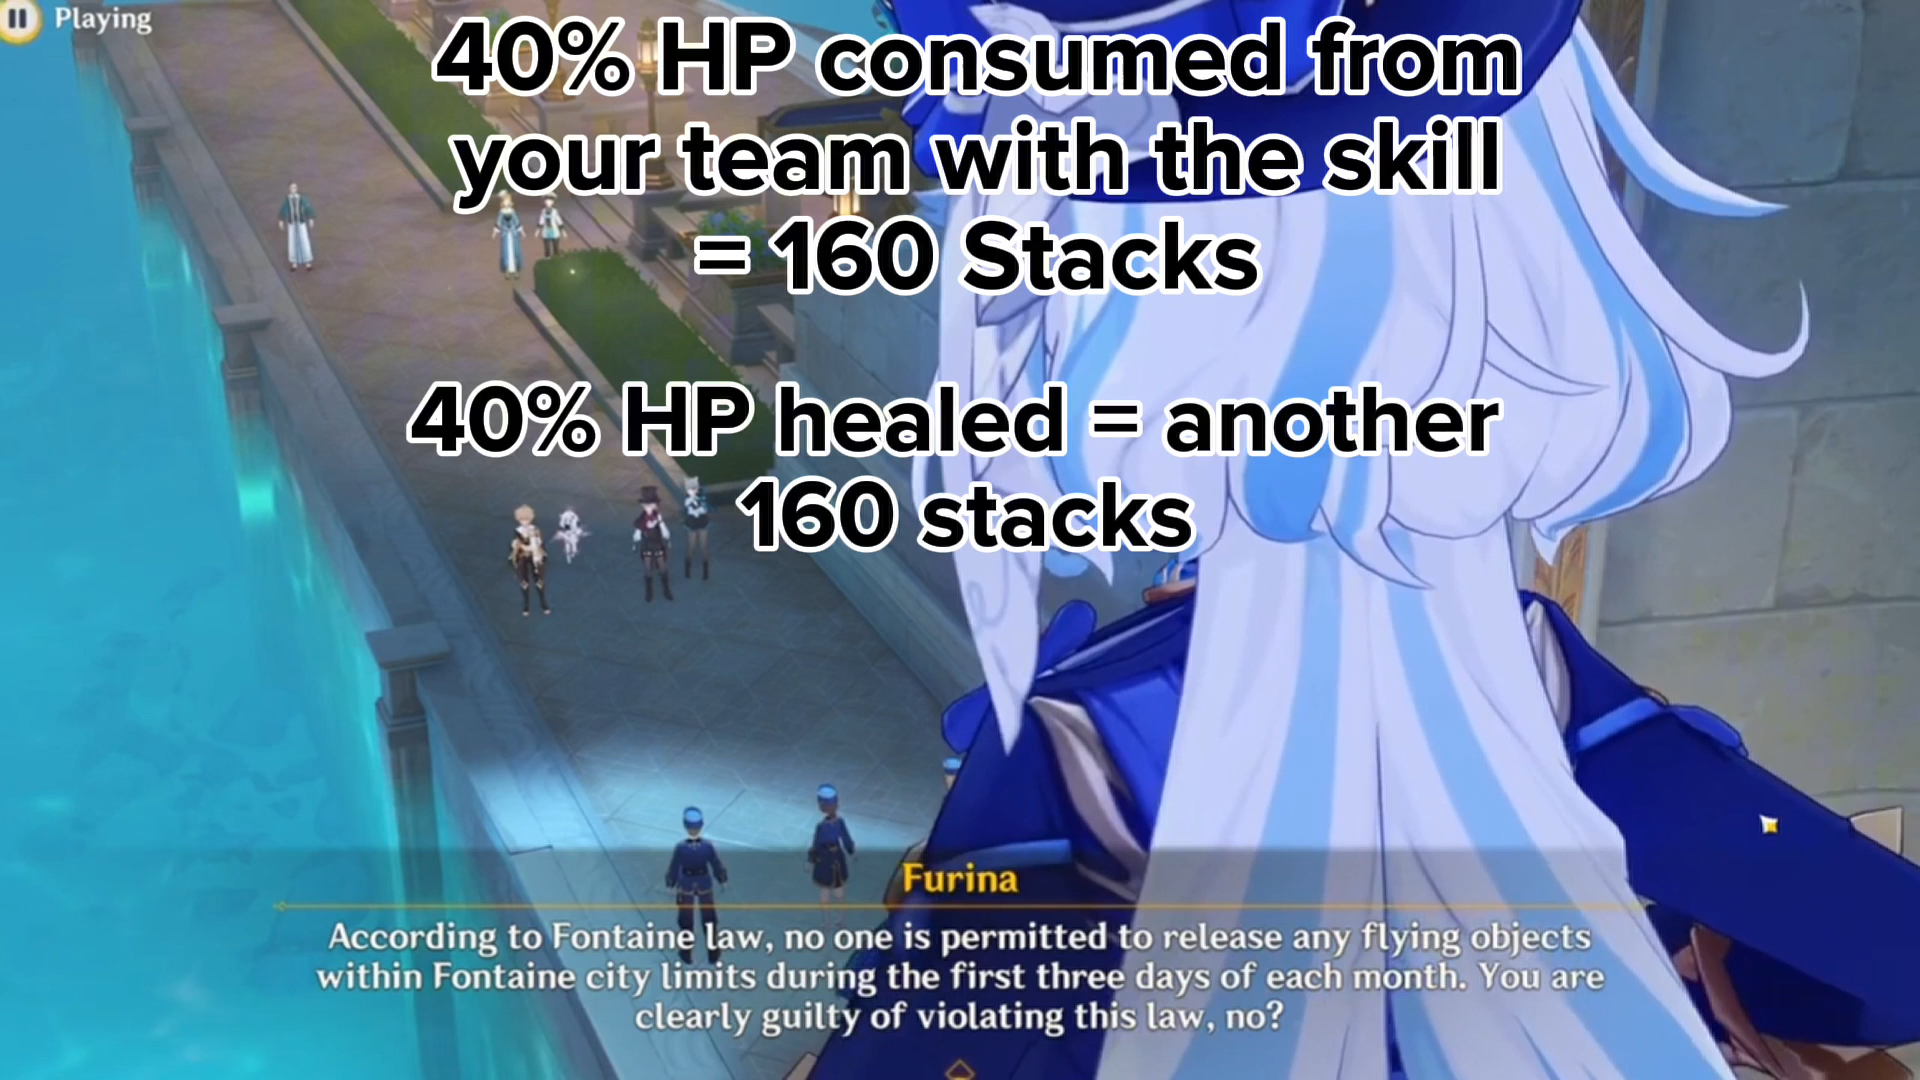 Playing
40% HP consumed from
your team with the skill
= 160 Stacks
40% HP healed = another
160 stacks
Furina
According to Fontaine law, no one is permitted to release any flying objects
within Fontaine city limits during the first three days of each month. You are
clearly guilty of violating this law, no?